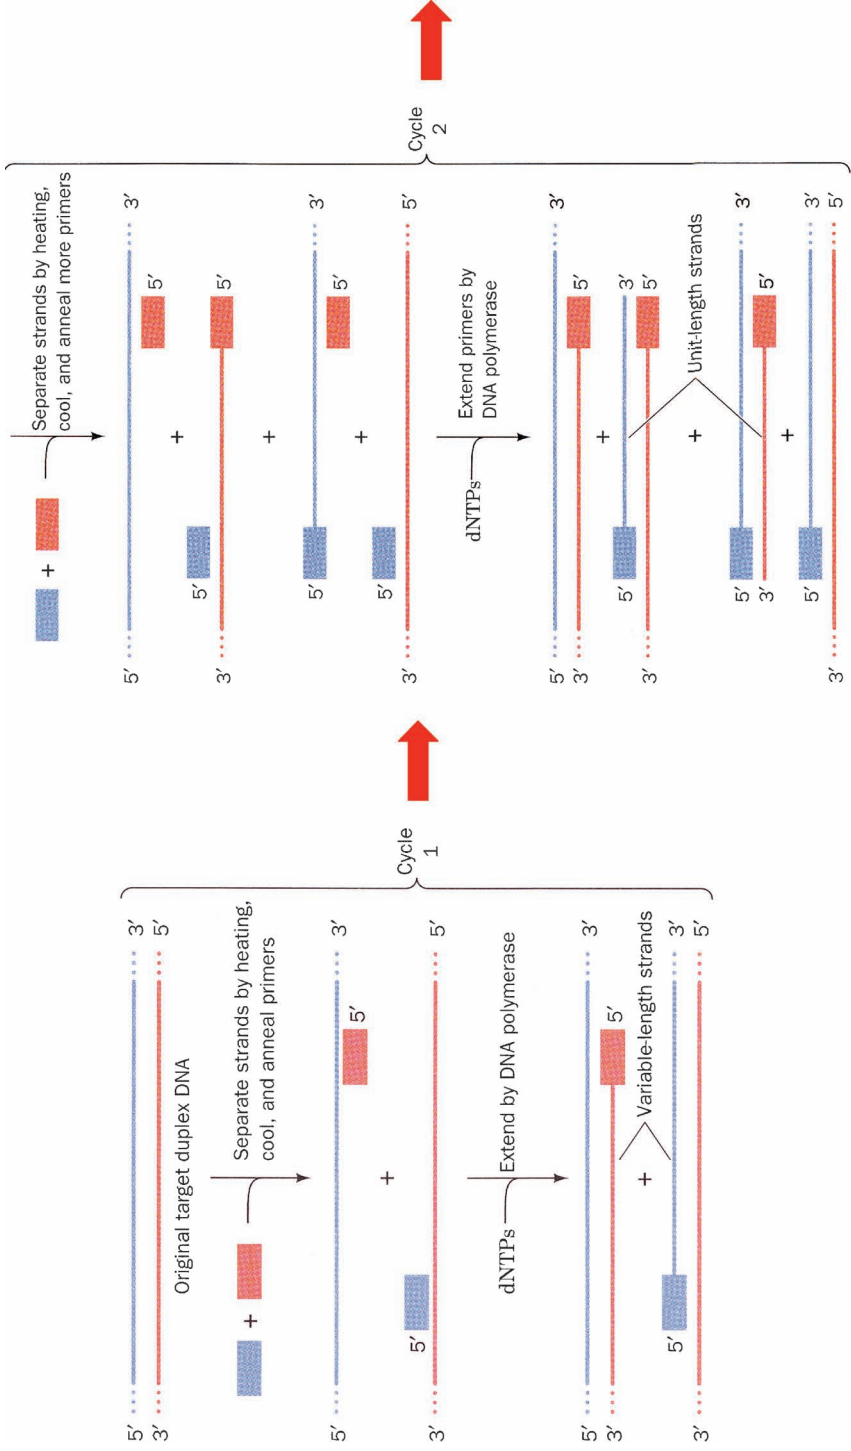 5′ 3′
3′ 5′
Original target duplex DNA
Separate strands by heating,
+ cool, and anneal primers
5′ 3′
5′
+
5′
3′ 5′
dNTPs Extend by DNA polymerase
5′ 3′
3′ 5′
+ Variable-length strands
5′ 3′
3′ 5′
Cycle
1
Separate strands by heating,
+ cool, and anneal more primers
5′ 3′
5′
+
5′
3′ 5′
+
5′ 3′
5′
+
5′
3′ 5′
Extend primers by
dNTPs DNA polymerase
5′ 3′
3′ 5′
+
5′ 3′
3′ 5′
+ Unit-length strands
5′ 3′
3′ 5′
+
5′ 3′
3′ 5′
Cycle
2